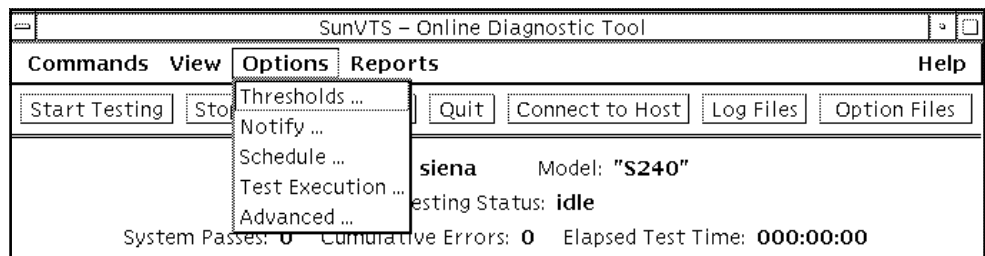 SunVTS – Online Diagnostic Tool
Commands View Options Reports Help
Start Testing Quit Connect to Host Log Files Option Files
Thresholds ...
Notify ...
Schedule ...
siena Model: "S240"
Test Execution ...
Status: idle
Advanced ...
System Passes: 0 Cumulative Errors: 0 Elapsed Test Time: 000:00:00